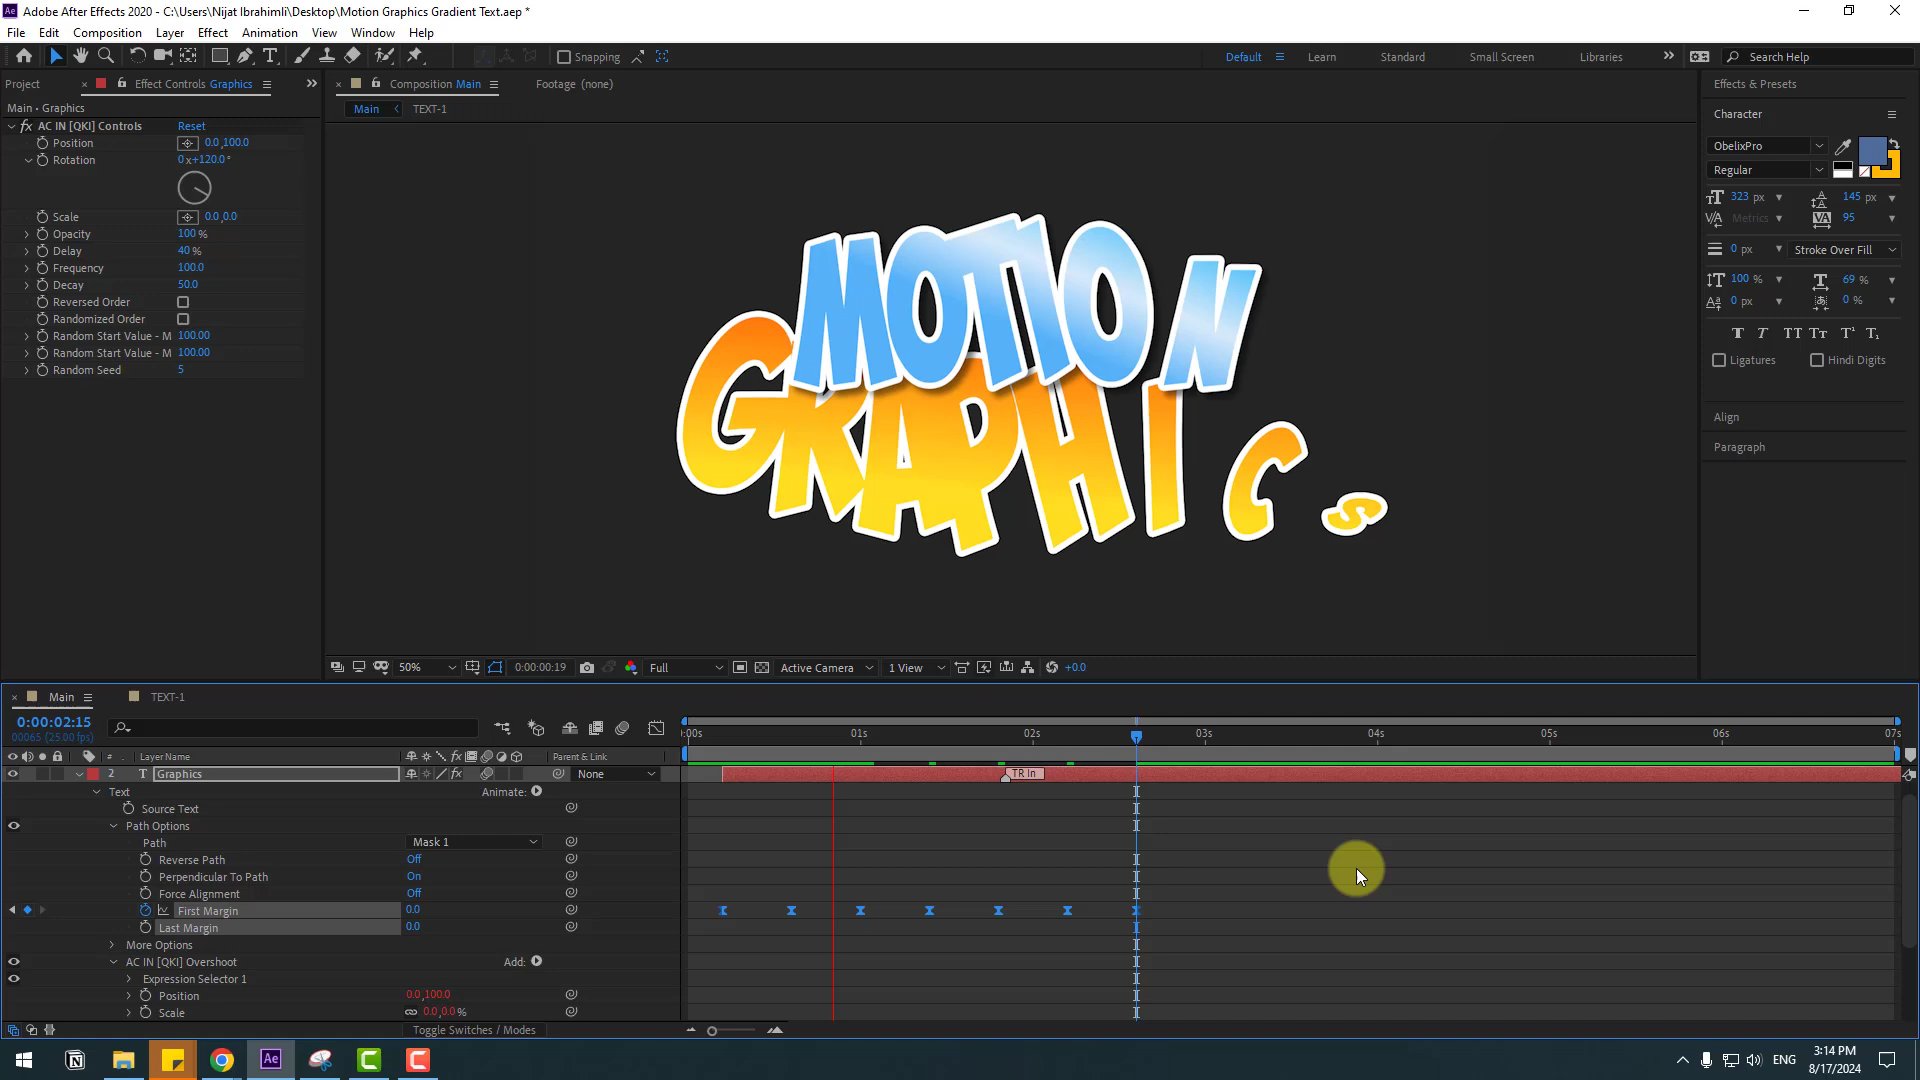 Adobe After Effects 2020 - C:\Users\Nijat Ibrahimli\Desktop\Motion Graphics Gradient Text.aep *
File Edit Composition Layer Effect Animation View Window Help
Snapping
Default Learn Standard Small Screen Libraries Search Help
Project Effect Controls Graphics
Composition Main Footage (none)
Main TEXT-1
Main • Graphics
AC IN [QKI] Controls Reset
Position 0.0,100.0
Rotation 0x+120.0°
Scale 0.0,0.0
Opacity 100 %
Delay 40 %
Frequency 100.0
Decay 50.0
Reversed Order
Randomized Order
Random Start Value - M 100.00
Random Start Value - M 100.00
Random Seed 5
MOTION
GRAPHICS
50% 0:00:00:19 Full Active Camera 1 View +0.0
Effects & Presets
Character
ObelixPro
Regular
323 px 145 px
Metrics 95
0 px Stroke Over Fill
100 % 69 %
0 px 0 %
Ligatures Hindi Digits
Align
Paragraph
Main TEXT-1
0:00:02:15
00065 (25.00 fps)
:00s 01s 02s 03s 04s 05s 06s 07s
# Layer Name Parent & Link
2 T Graphics None TR In
Text Animate:
Source Text
Path Options
Path Mask 1
Reverse Path Off
Perpendicular To Path On
Force Alignment Off
First Margin 0.0
Last Margin 0.0
More Options
AC IN [QKI] Overshoot Add:
Expression Selector 1
Position 0.0,100.0
Scale 0.0,0.0%
Toggle Switches / Modes
ENG 3:14 PM
8/17/2024